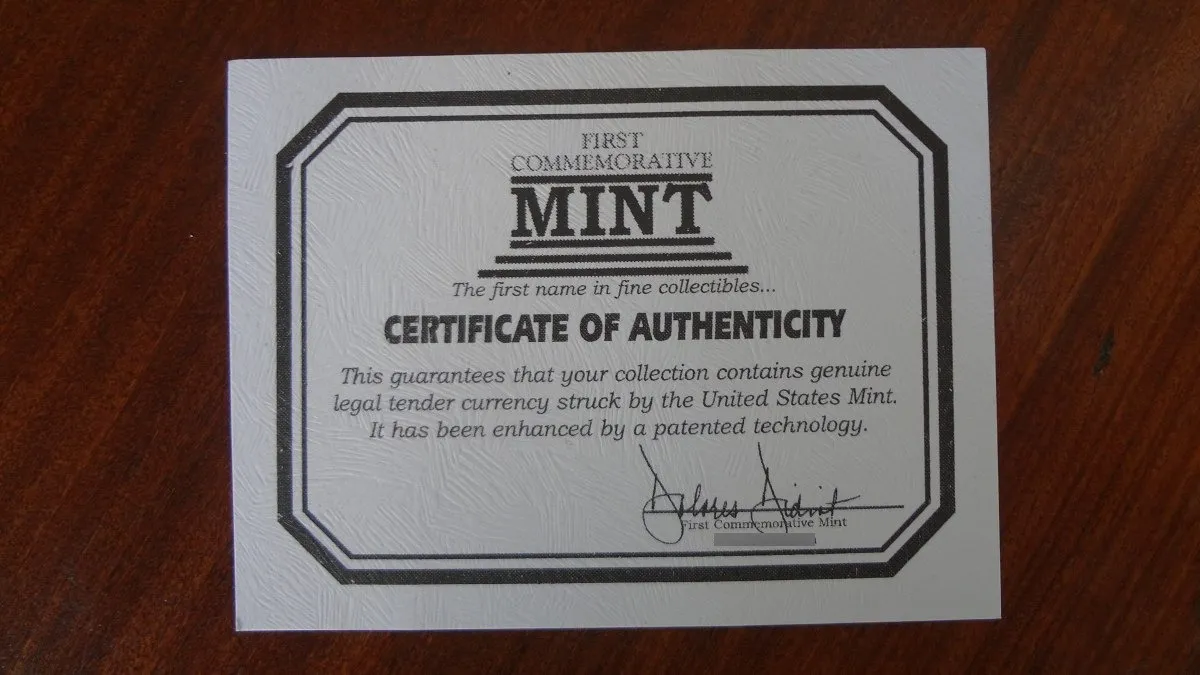 FIRST
COMMEMORATIVE
MINT
The first name in fine collectibles...
CERTIFICATE OF AUTHENTICITY
This guarantees that your collection contains genuine
legal tender currency struck by the United States Mint.
It has been enhanced by a patented technology.
Dolores
First Commemorative Mint